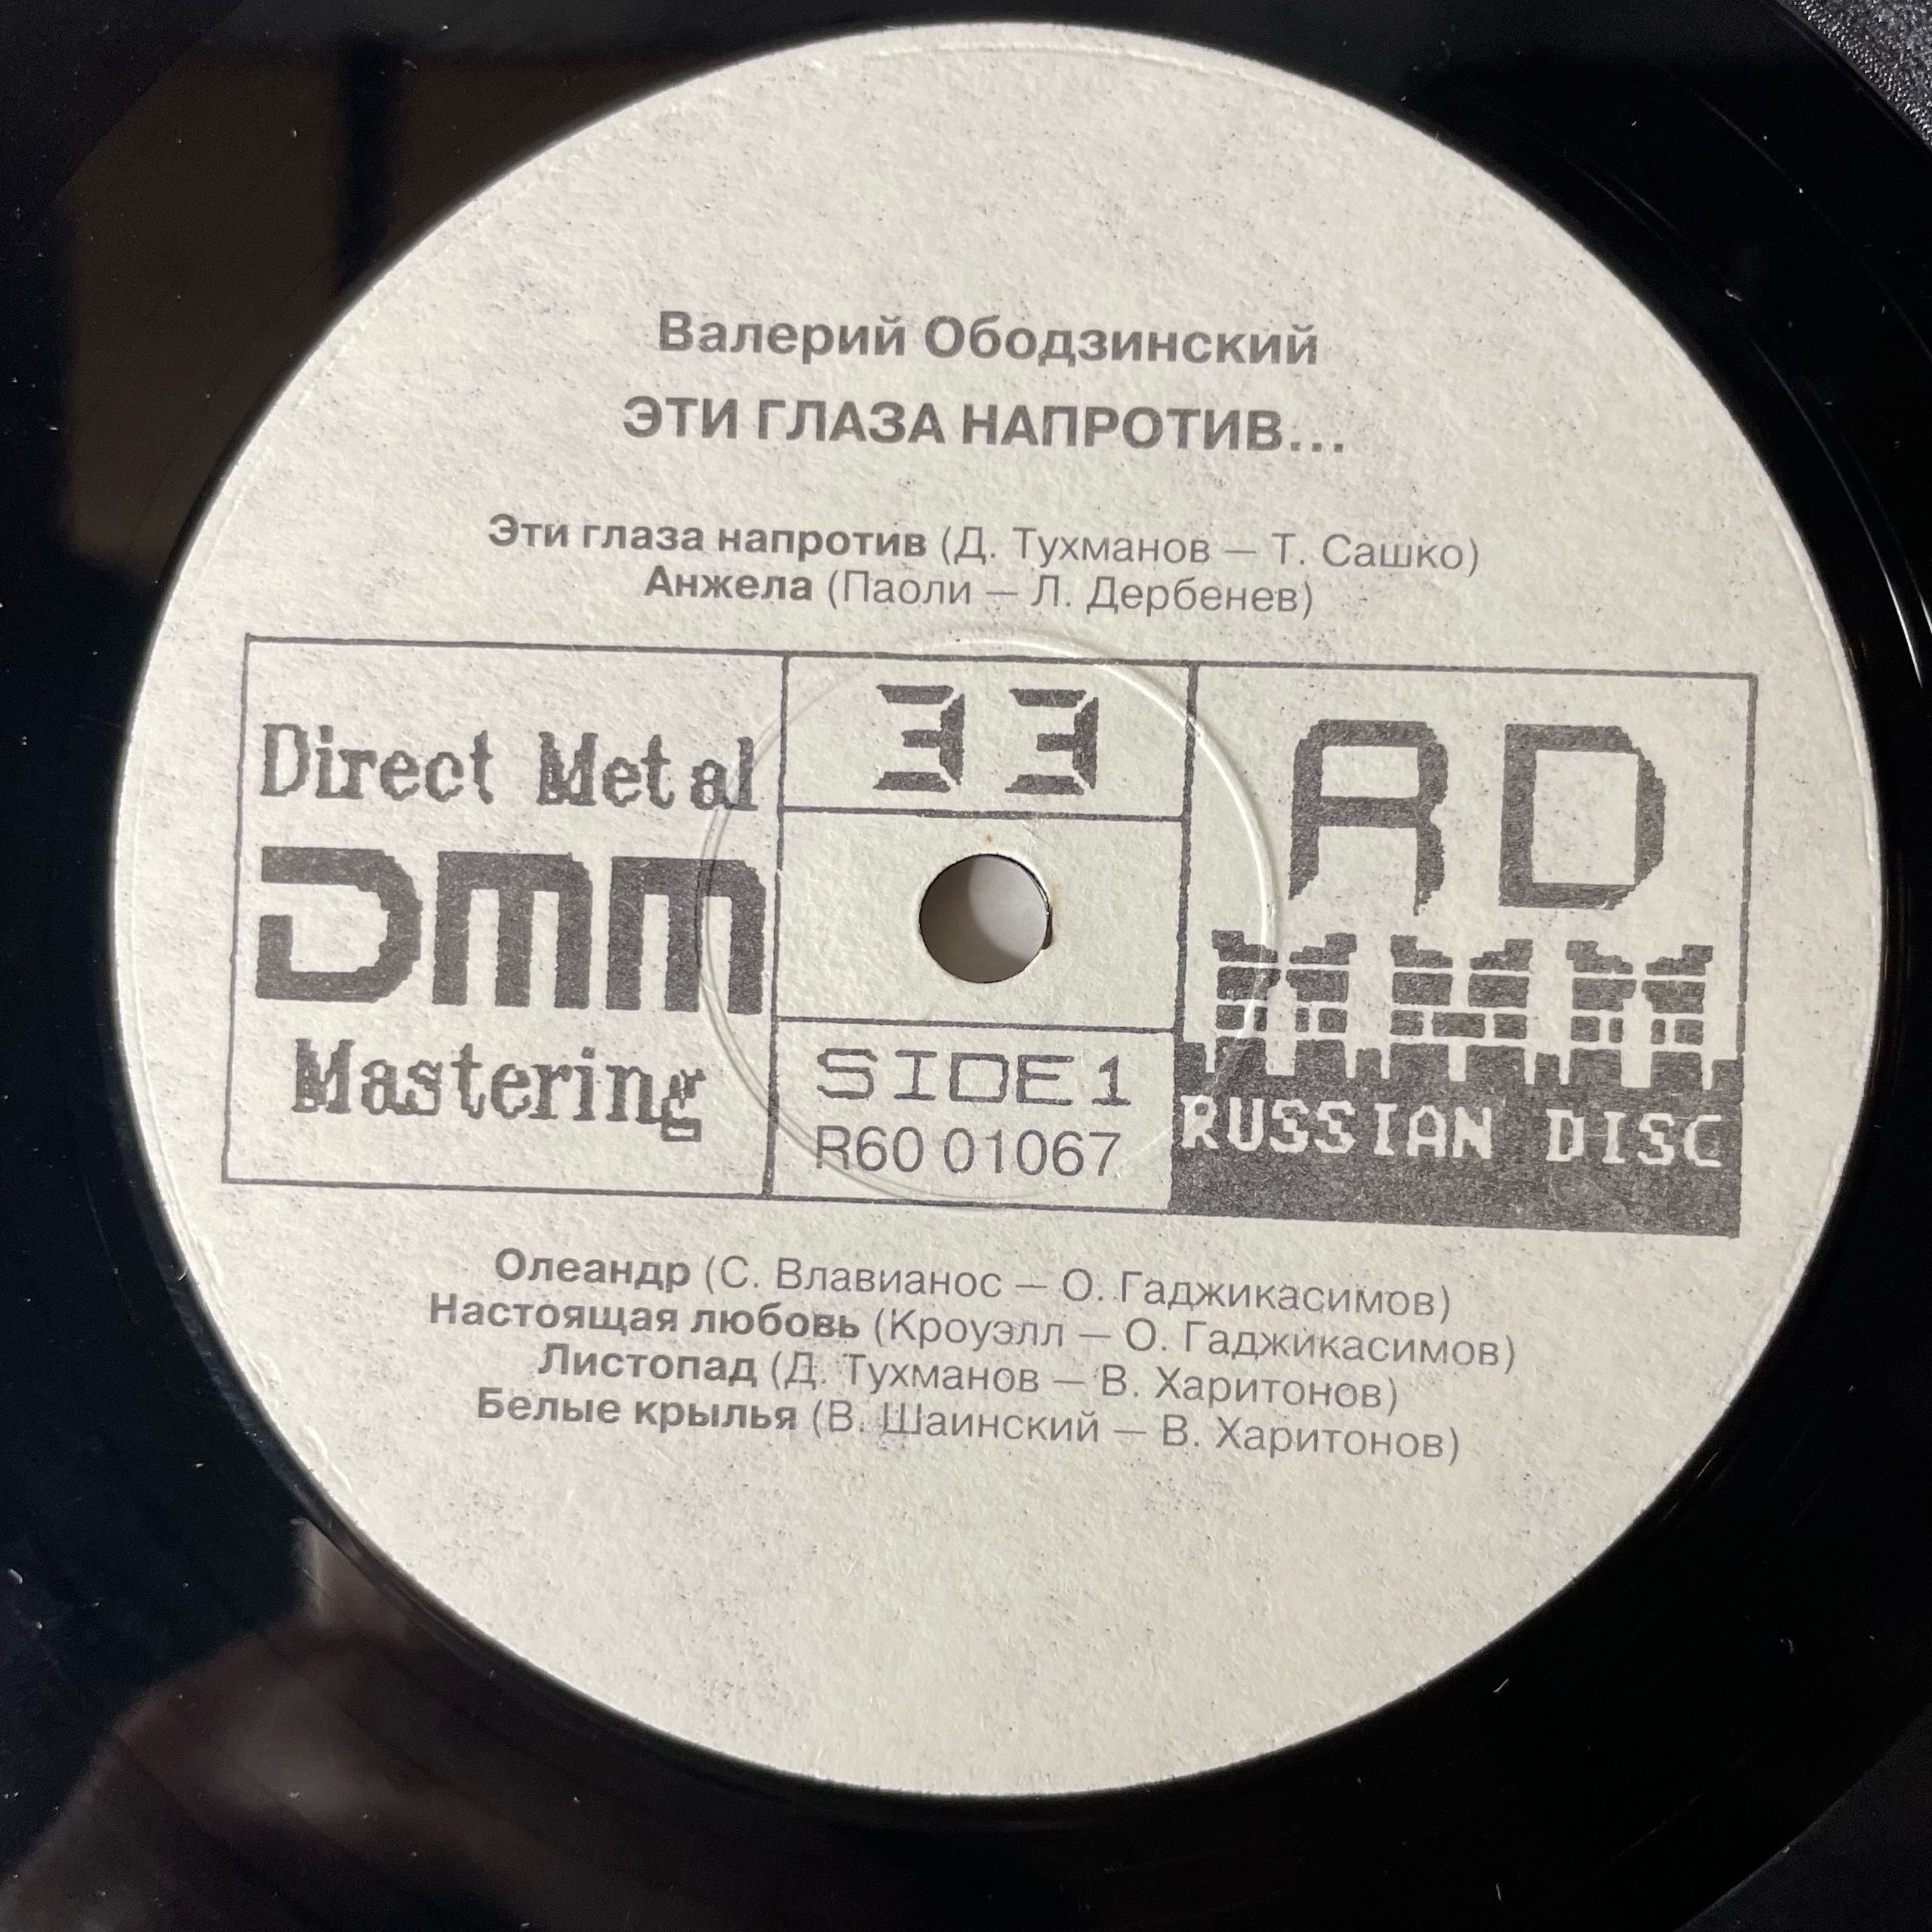 Валерий Ободзинский
ЭТИ ГЛАЗА НАПРОТИВ...
Эти глаза напротив (Д. Тухманов — Т. Сашко)
Анжела (Паоли — Л. Дербенев)
Direct Metal
DMM
Mastering
33
SIDE 1
R60 01067
RD
RUSSIAN DISC
Олеандр (С. Влавианос — О. Гаджикасимов)
Настоящая любовь (Кроуэлл — О. Гаджикасимов)
Листопад (Д. Тухманов — В. Харитонов)
Белые крылья (В. Шаинский — В. Харитонов)